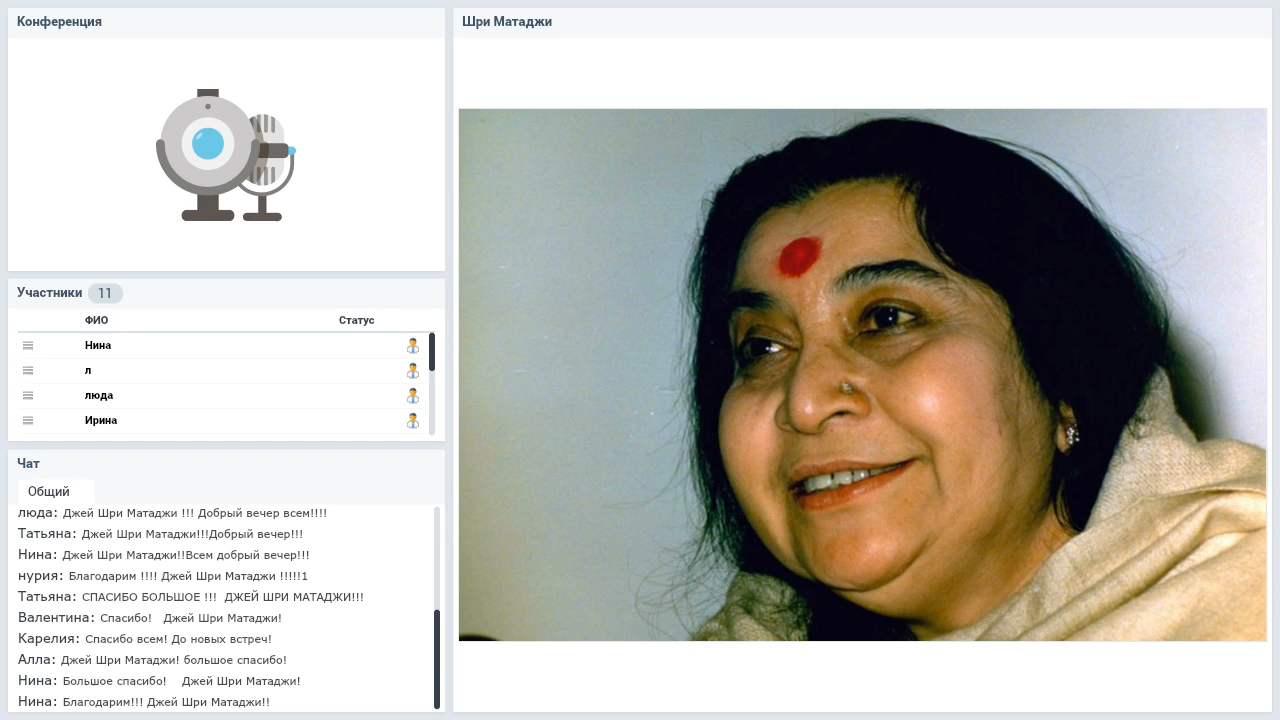 Конференция
Участники 11
ФИО Статус
Нина
л
люда
Ирина
Чат
Общий
люда: Джей Шри Матаджи !!! Добрый вечер всем!!!!
Татьяна: Джей Шри Матаджи!!!Добрый вечер!!!
Нина: Джей Шри Матаджи!!Всем добрый вечер!!!
нурия: Благодарим !!!! Джей Шри Матаджи !!!!!1
Татьяна: СПАСИБО БОЛЬШОЕ !!! ДЖЕЙ ШРИ МАТАДЖИ!!!
Валентина: Спасибо! Джей Шри Матаджи!
Карелия: Спасибо всем! До новых встреч!
Алла: Джей Шри Матаджи! большое спасибо!
Нина: Большое спасибо! Джей Шри Матаджи!
Нина: Благодарим!!! Джей Шри Матаджи!!
Шри Матаджи